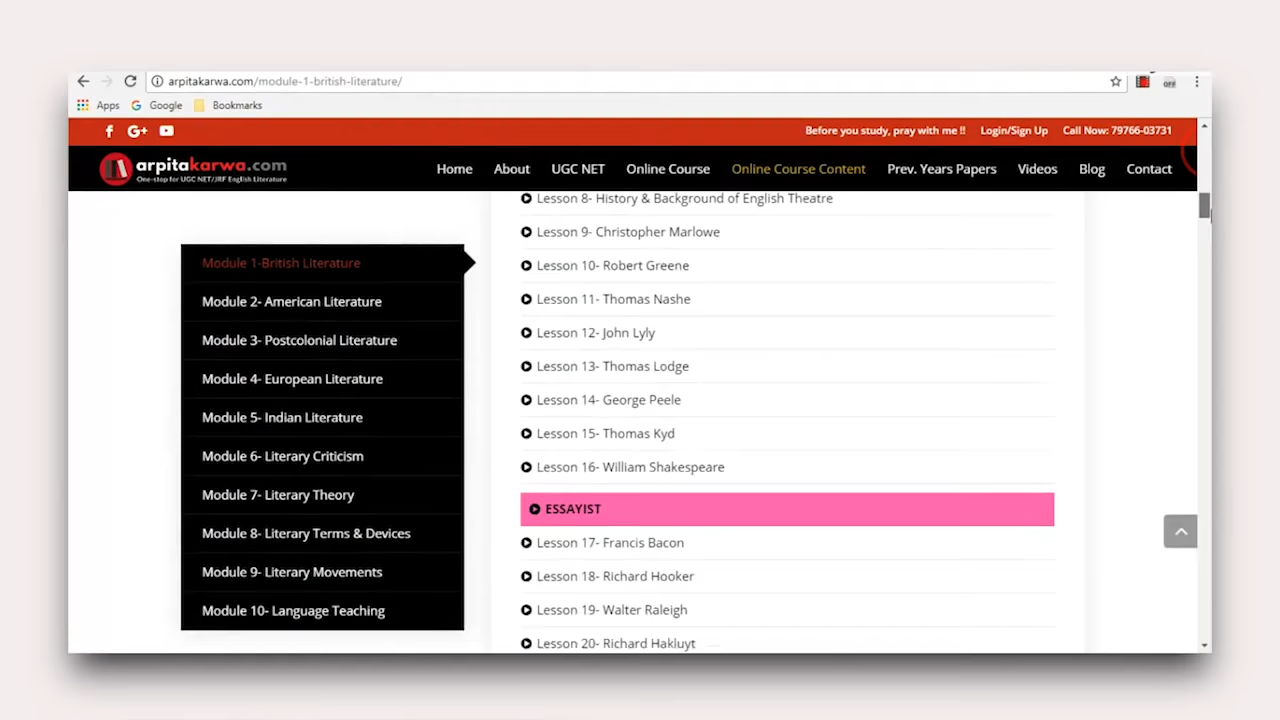 arpitakarwa.com/module-1-british-literature/
OFF
Apps Google Bookmarks
Before you study, pray with me !! Login/Sign Up Call Now: 79766-03731
arpitakarwa.com
One-stop for UGC NET/JRF English Literature
Home About UGC NET Online Course Online Course Content Prev. Years Papers Videos Blog Contact
Module 1-British Literature
Module 2- American Literature
Module 3- Postcolonial Literature
Module 4- European Literature
Module 5- Indian Literature
Module 6- Literary Criticism
Module 7- Literary Theory
Module 8- Literary Terms & Devices
Module 9- Literary Movements
Module 10- Language Teaching
Lesson 8- History & Background of English Theatre
Lesson 9- Christopher Marlowe
Lesson 10- Robert Greene
Lesson 11- Thomas Nashe
Lesson 12- John Lyly
Lesson 13- Thomas Lodge
Lesson 14- George Peele
Lesson 15- Thomas Kyd
Lesson 16- William Shakespeare
ESSAYIST
Lesson 17- Francis Bacon
Lesson 18- Richard Hooker
Lesson 19- Walter Raleigh
Lesson 20- Richard Hakluyt